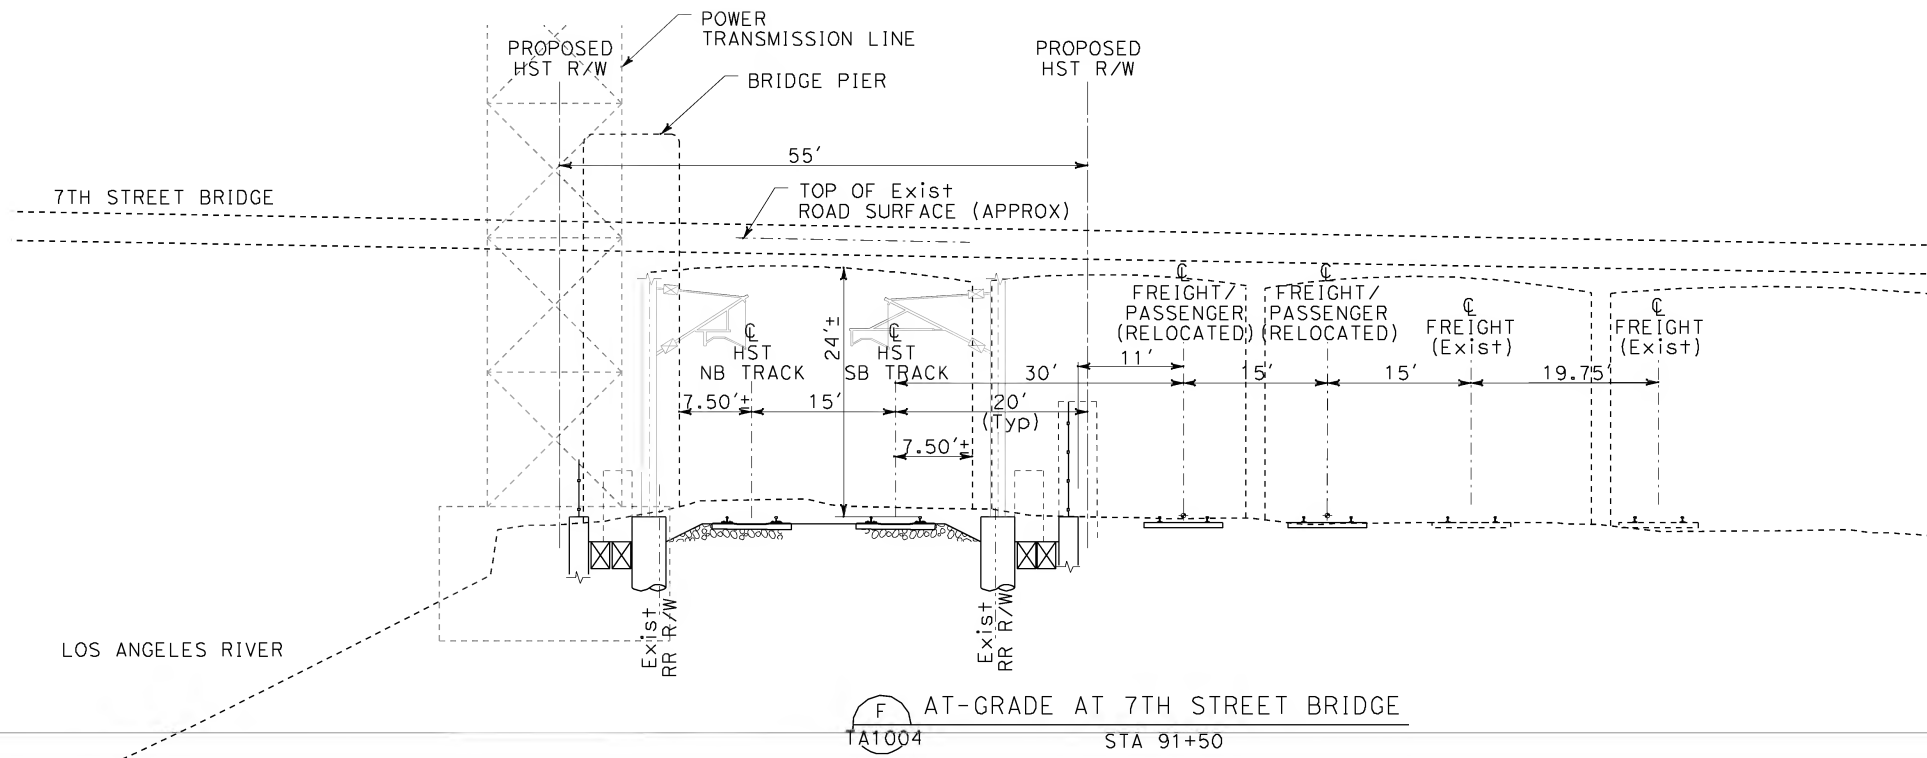 POWER
TRANSMISSION LINE
PROPOSED
HST R/W
PROPOSED
HST R/W
BRIDGE PIER
55'
7TH STREET BRIDGE
TOP OF Exist
ROAD SURFACE (APPROX)
℄
FREIGHT/
PASSENGER
(RELOCATED)
℄
FREIGHT/
PASSENGER
(RELOCATED)
℄
FREIGHT
(Exist)
℄
FREIGHT
(Exist)
24'±
℄
HST
NB TRACK
℄
HST
SB TRACK
11'
30'
15'
15'
19.75'
7.50'±
15'
20'
(Typ)
7.50'±
Exist
RR R/W
Exist
RR R/W
LOS ANGELES RIVER
F
TA1004
AT-GRADE AT 7TH STREET BRIDGE
STA 91+50